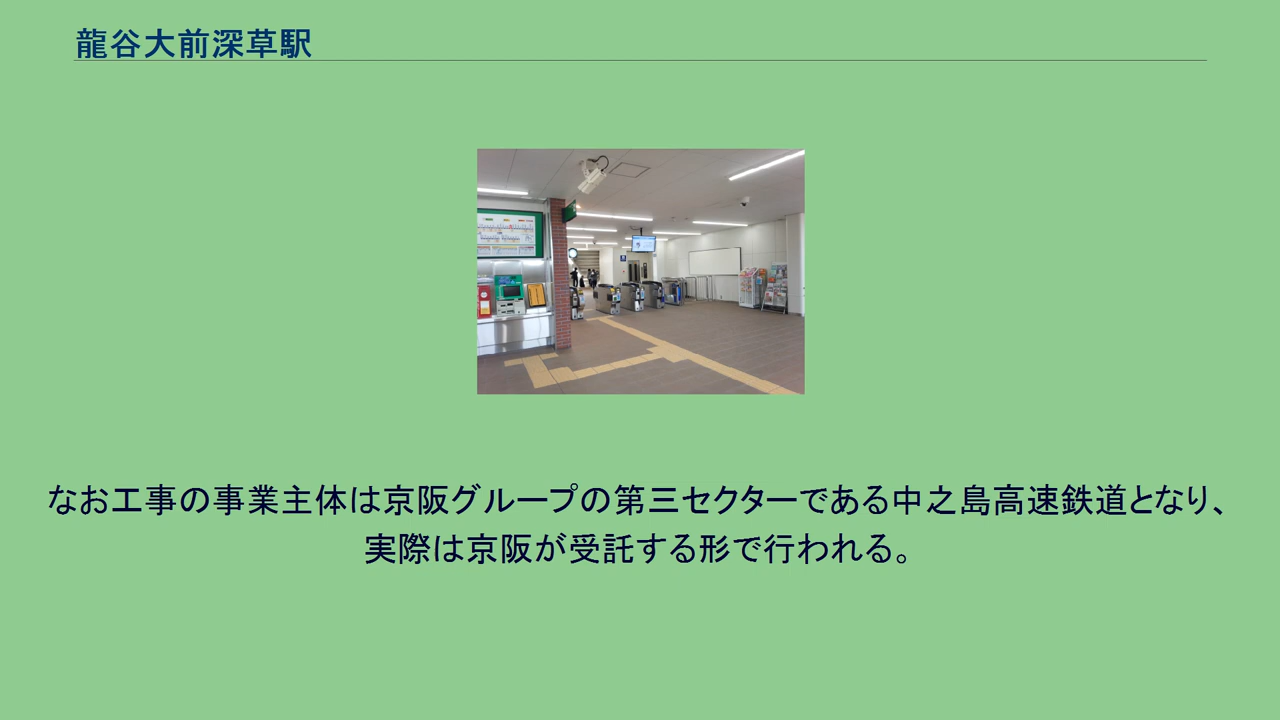 龍谷大前深草駅
なお工事の事業主体は京阪グループの第三セクターである中之島高速鉄道となり、
実際は京阪が受託する形で行われる。